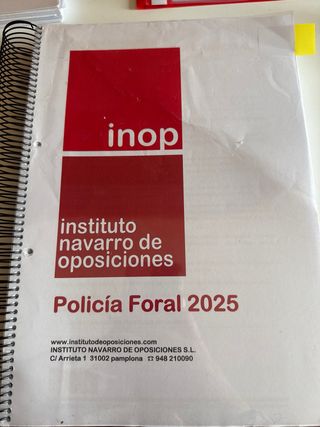 inop
instituto
navarro de
oposiciones
Policía Foral 2025
www.institutodeoposiciones.com
INSTITUTO NAVARRO DE OPOSICIONES S.L.
C/ Arrieta 1 31002 pamplona ☎ 948 210090